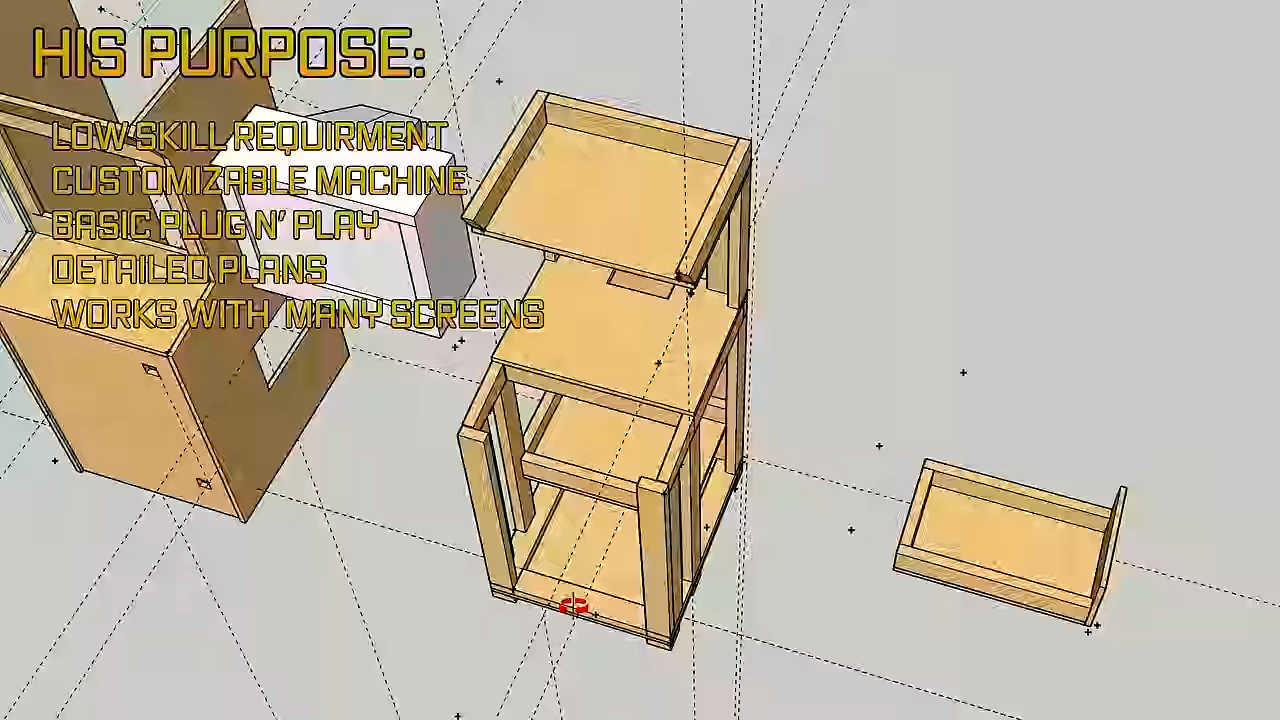 HIS PURPOSE:
LOW SKILL REQUIRMENT
CUSTOMIZABLE MACHINE
BASIC PLUG N' PLAY
DETAILED PLANS
WORKS WITH MANY SCREENS